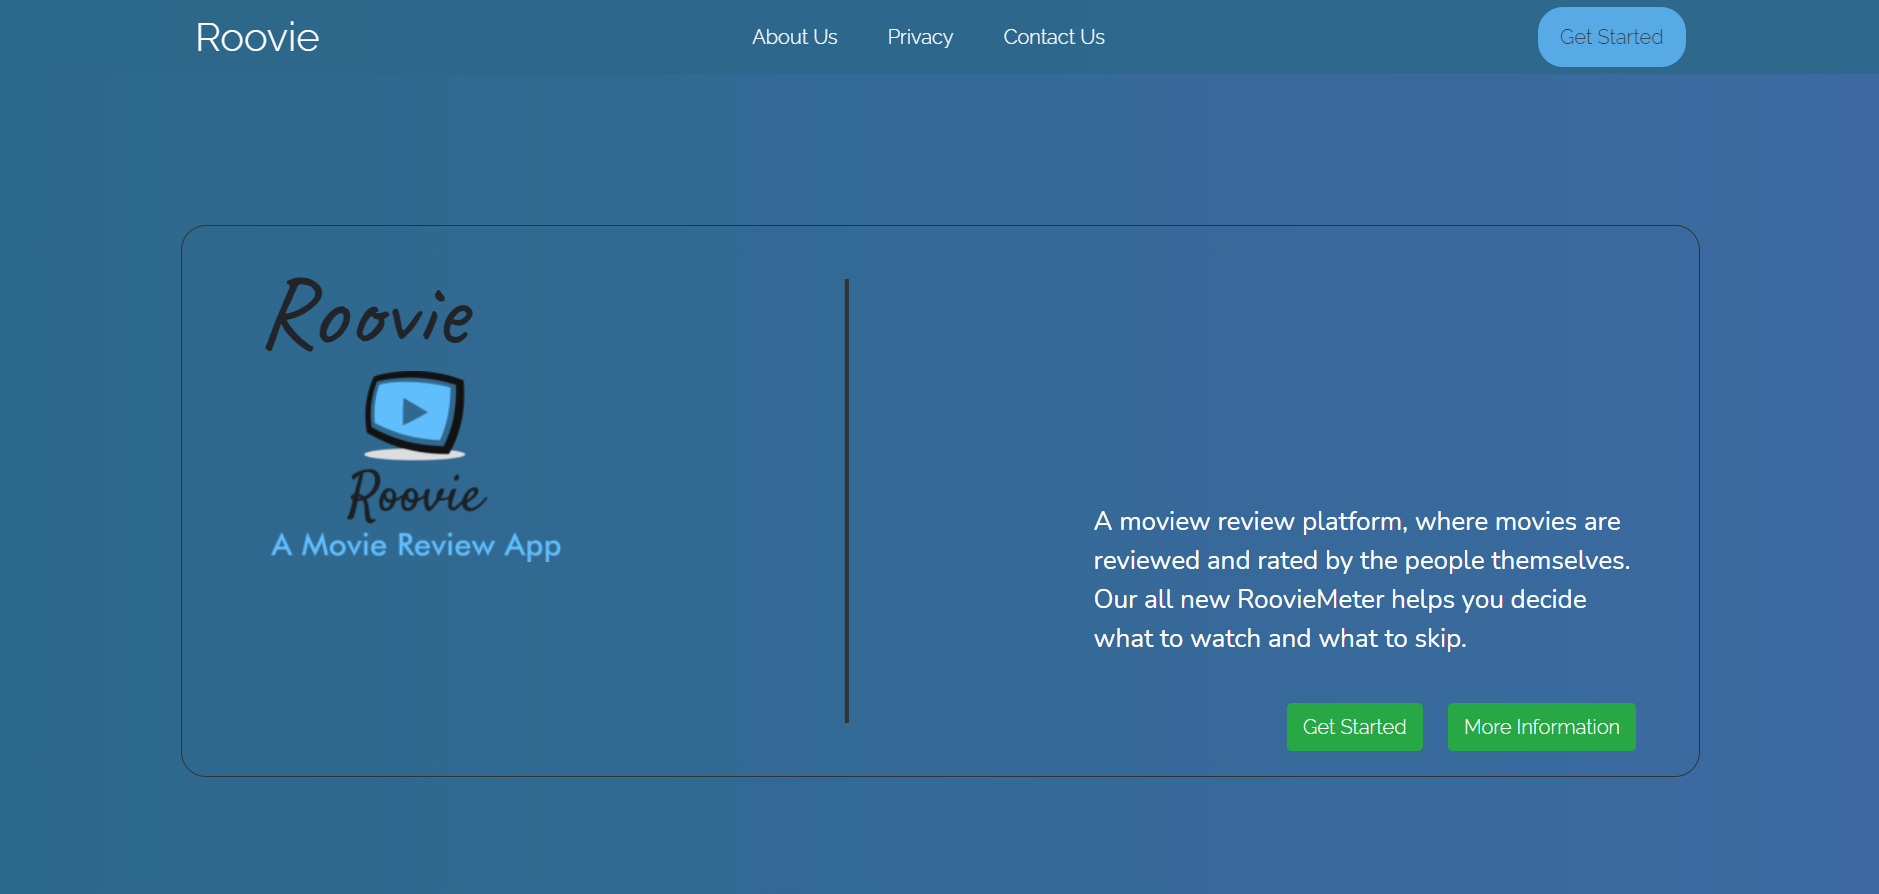 Roovie
About Us
Privacy
Contact Us
Get Started
Roovie
Roovie
A Movie Review App
A moview review platform, where movies are
reviewed and rated by the people themselves.
Our all new RoovieMeter helps you decide
what to watch and what to skip.
Get Started
More Information